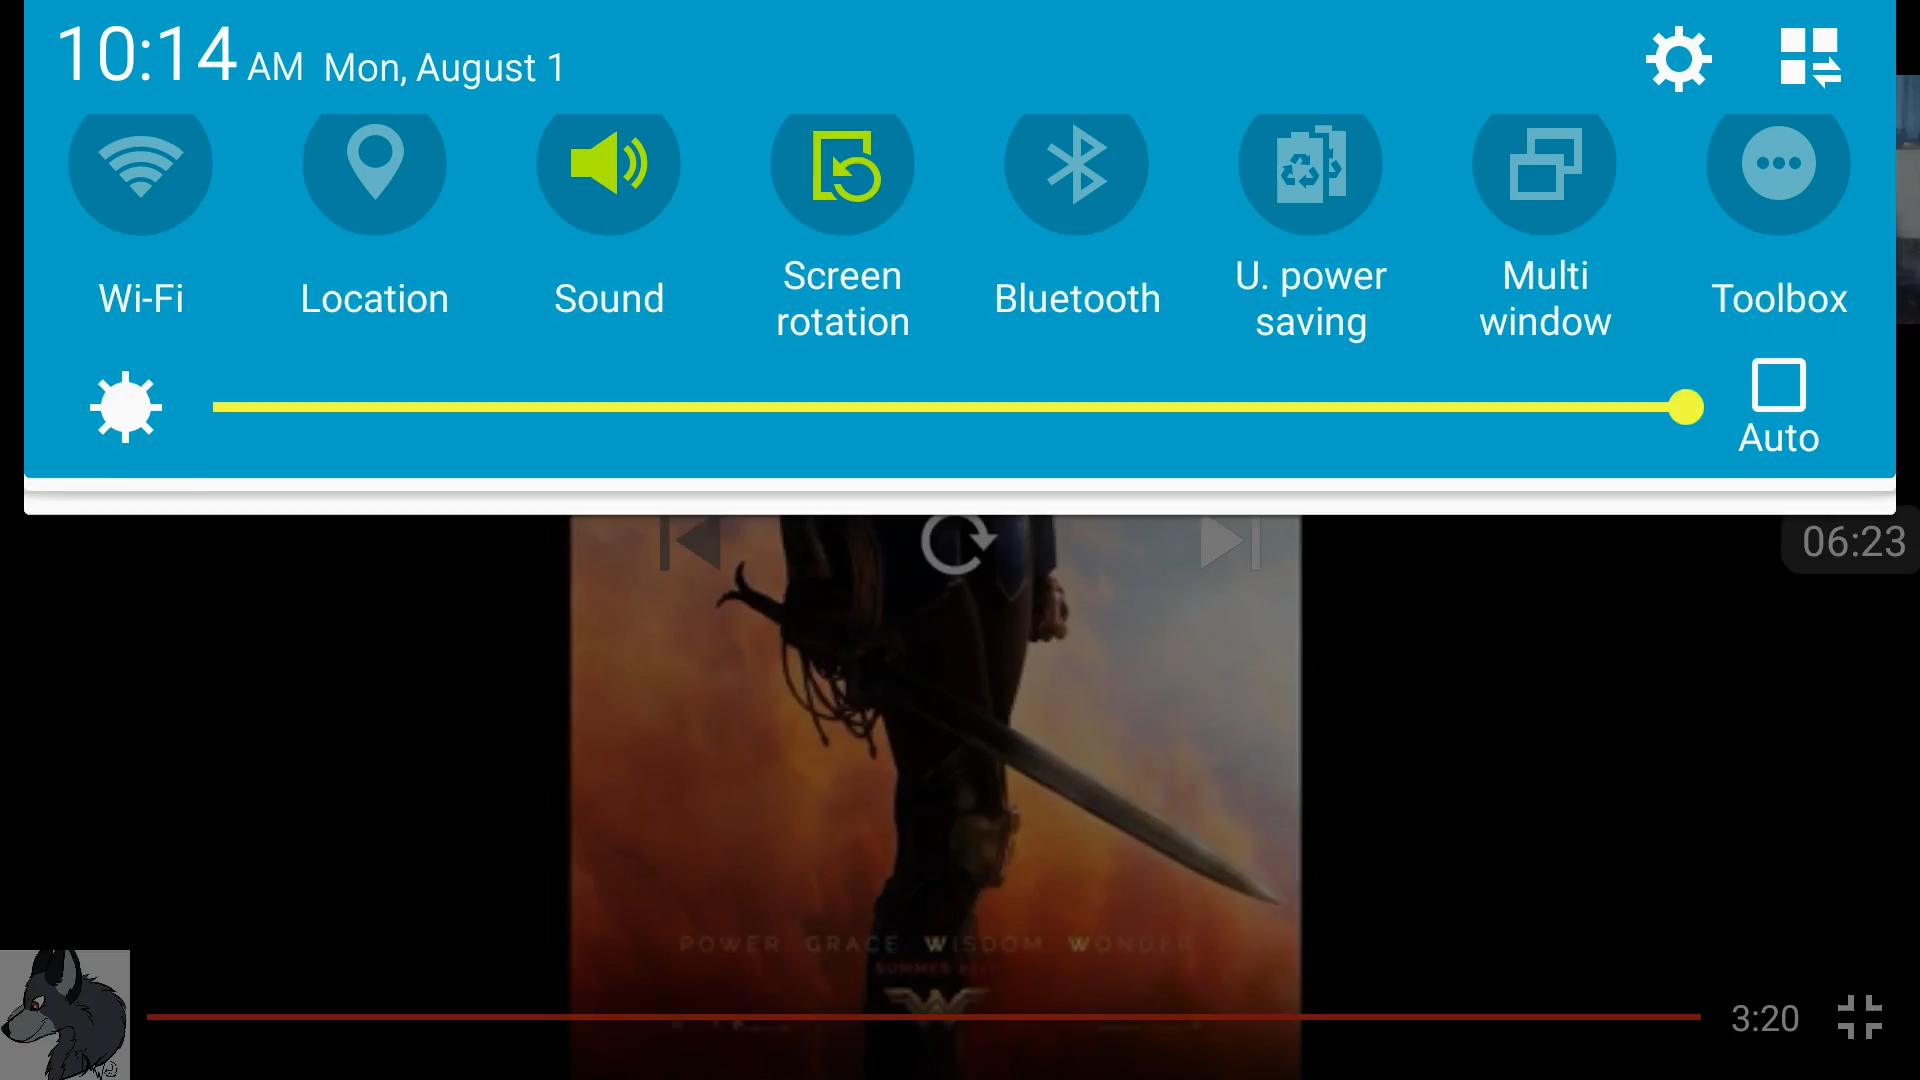 10:14 AM Mon, August 1
Wi-Fi
Location
Sound
Screen
rotation
Bluetooth
U. power
saving
Multi
window
Toolbox
Auto
06:23
POWER GRACE WISDOM WONDER
SUMMER
3:20